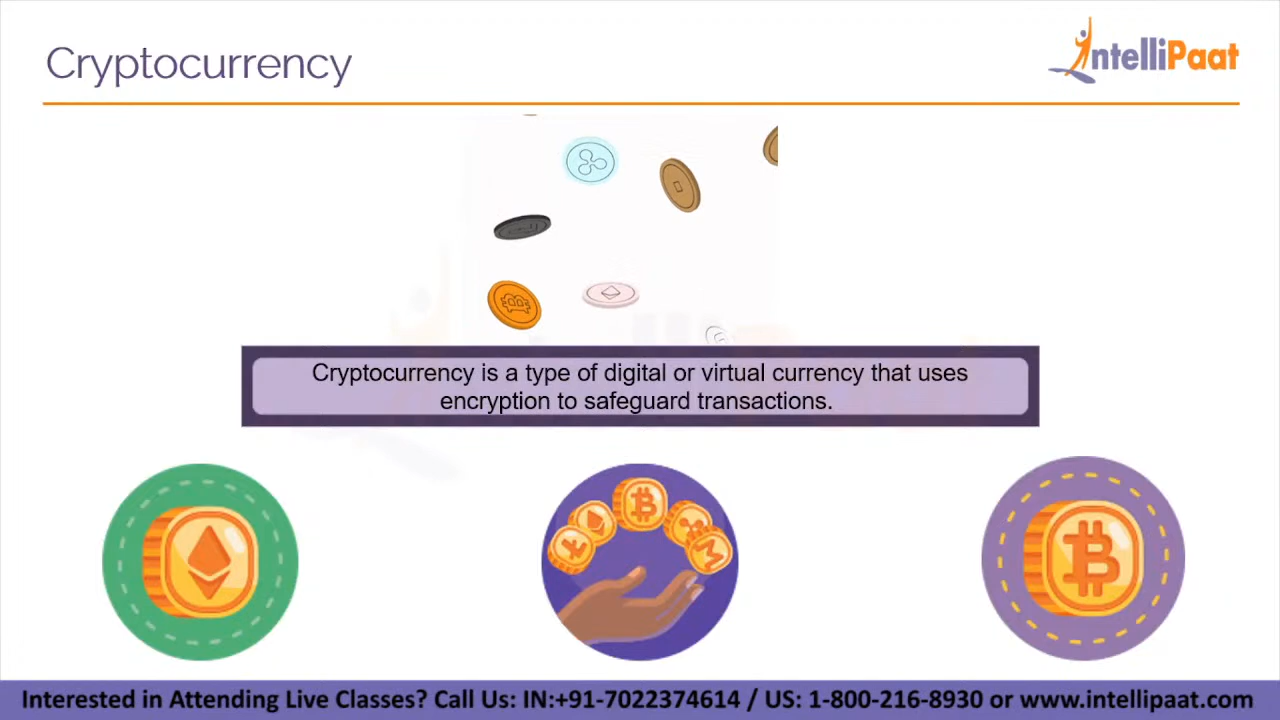 Cryptocurrency
IntelliPaat
Cryptocurrency is a type of digital or virtual currency that uses
encryption to safeguard transactions.
Interested in Attending Live Classes? Call Us: IN:+91-7022374614 / US: 1-800-216-8930 or www.intellipaat.com